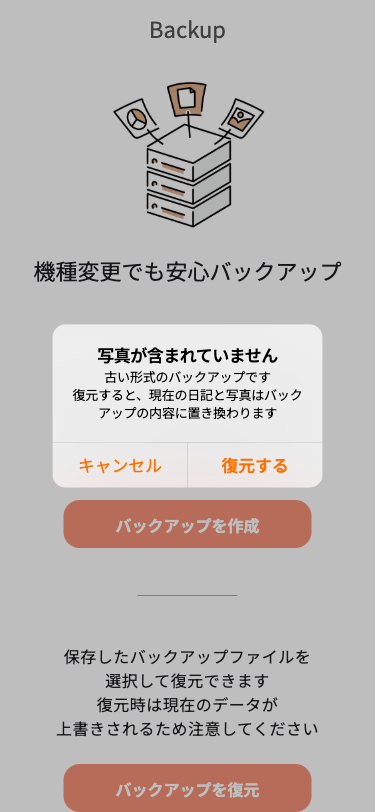 Backup
機種変更でも安心バックアップ
写真が含まれていません
古い形式のバックアップです
復元すると、現在の日記と写真はバック
アップの内容に置き換わります
キャンセル
復元する
バックアップを作成
保存したバックアップファイルを
選択して復元できます
復元時は現在のデータが
上書きされるため注意してください
バックアップを復元